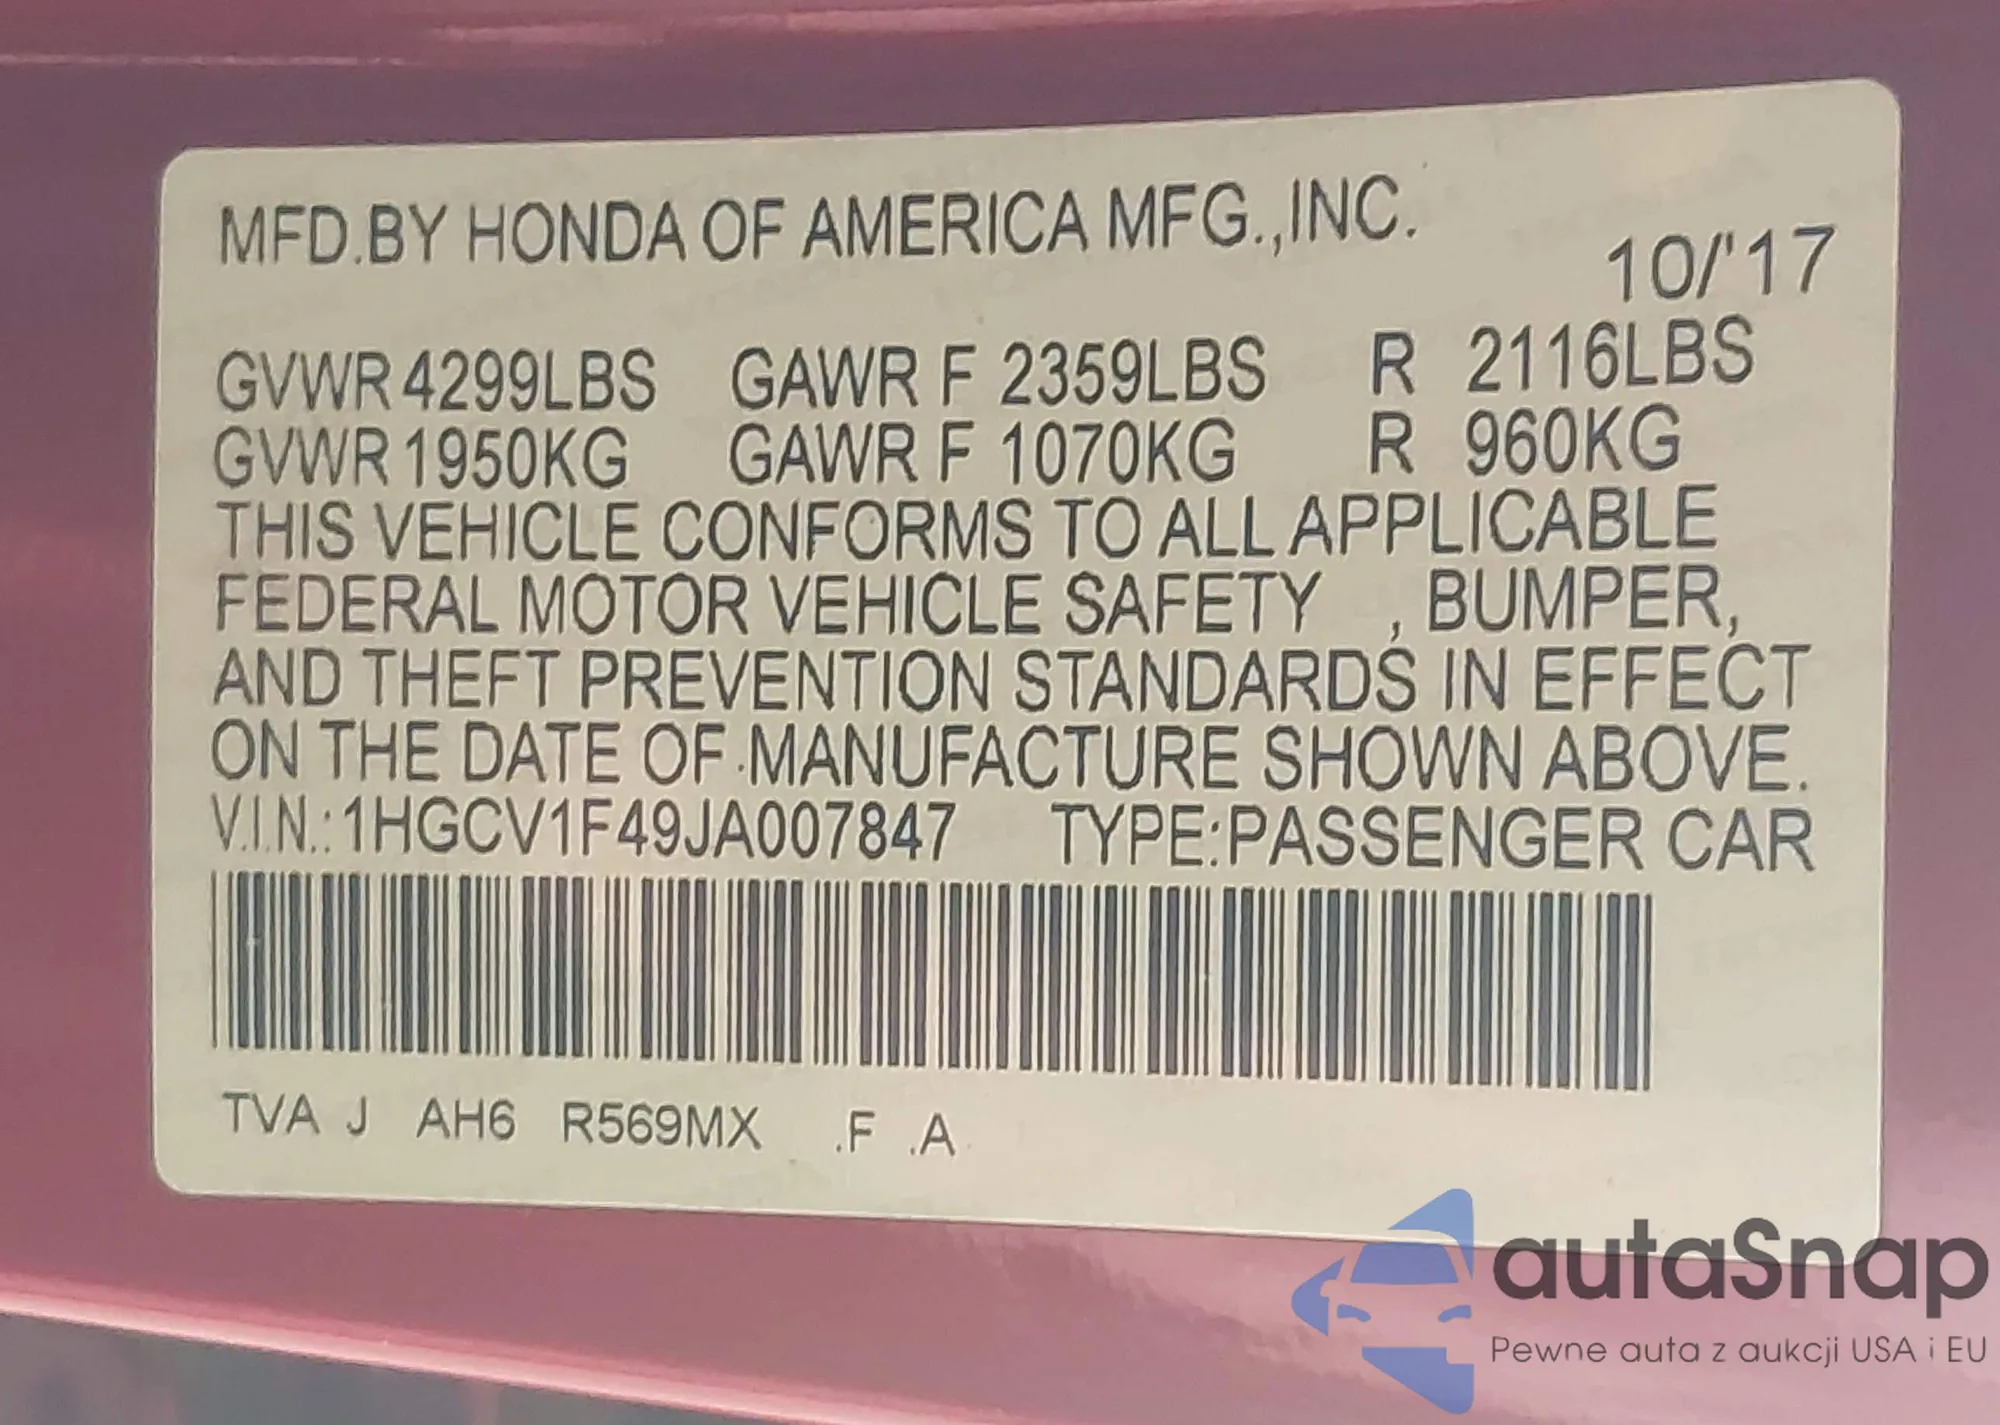 MFD.BY HONDA OF AMERICA MFG.,INC.
10/'17
GVWR 4299LBS GAWR F 2359LBS R 2116LBS
GVWR 1950KG GAWR F 1070KG R 960KG
THIS VEHICLE CONFORMS TO ALL APPLICABLE
FEDERAL MOTOR VEHICLE SAFETY , BUMPER,
AND THEFT PREVENTION STANDARDS IN EFFECT
ON THE DATE OF MANUFACTURE SHOWN ABOVE.
V.I.N.: 1HGCV1F49JA007847 TYPE:PASSENGER CAR
TVA J AH6 R569MX .F .A
autaSnap
Pewne auta z aukcji USA i EU